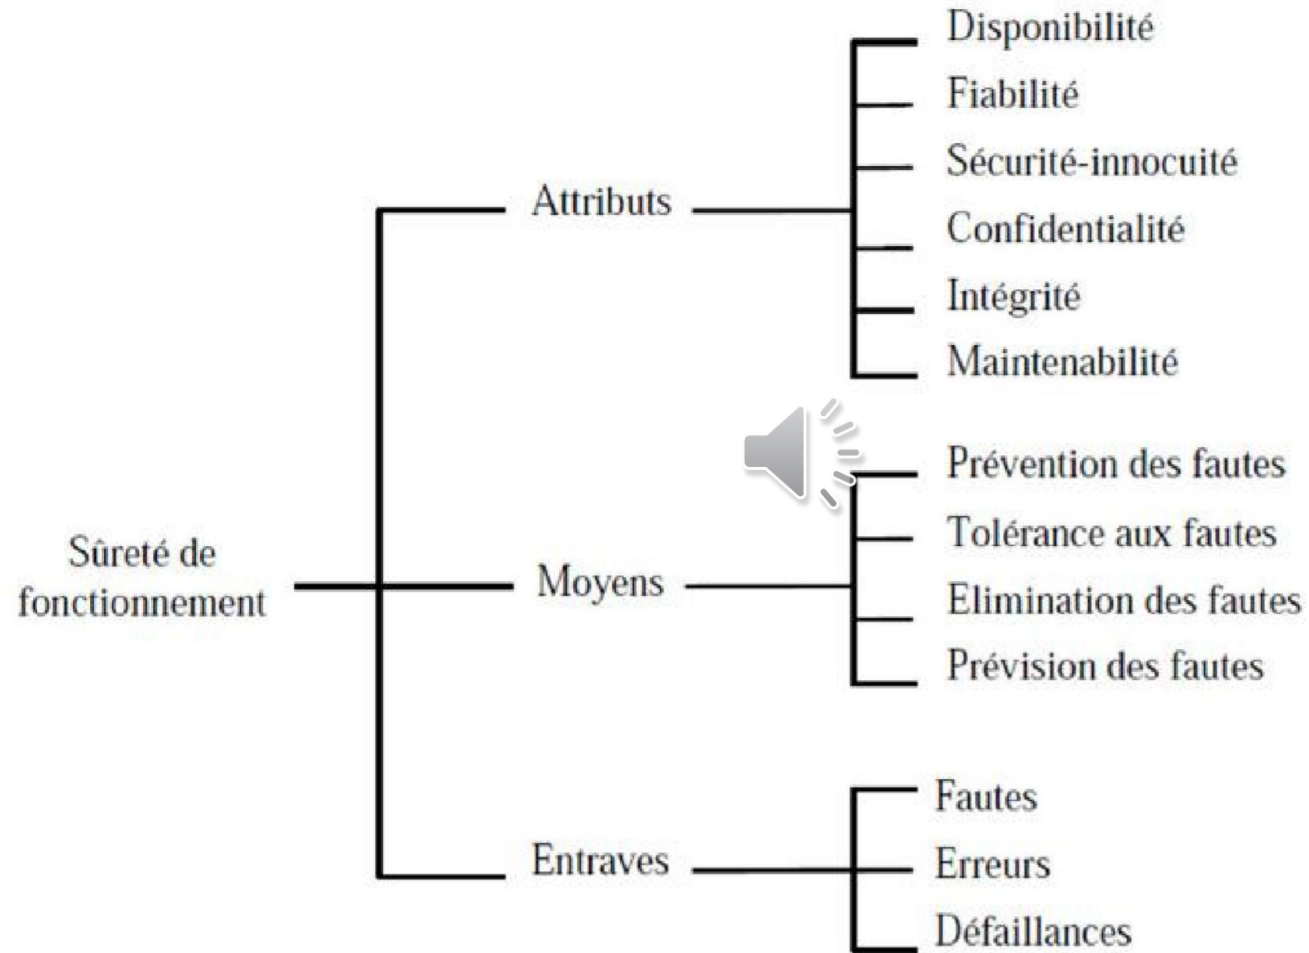 Disponibilité
Fiabilité
Sécurité-innocuité
Attributs
Confidentialité
Intégrité
Maintenabilité
Prévention des fautes
Tolérance aux fautes
Sûreté de
fonctionnement
Moyens
Elimination des fautes
Prévision des fautes
Fautes
Entraves
Erreurs
Défaillances